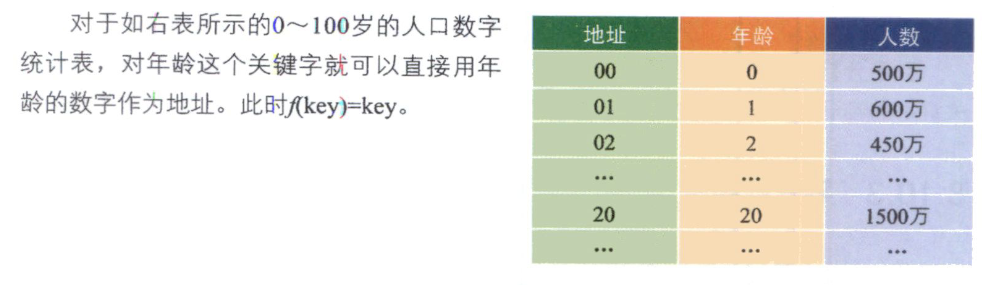 对于如右表所示的0～100岁的人口数字
统计表，对年龄这个关键字就可以直接用年
龄的数字作为地址。此时f(key)=key。
地址 年龄 人数
00 0 500万
01 1 600万
02 2 450万
… … …
20 20 1500万
… … …